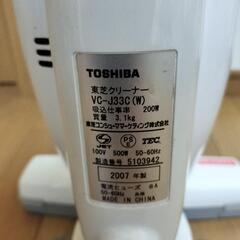 TOSHIBA
東芝クリーナー
VC-J33C(W)
吸込仕事率 200W
質量 3.1kg
東芝コンシューママーケティング株式会社
JET PS E TEC
100V 500W 50-60Hz
製造番号 5103942
2007 年製
電流ヒューズ 8A
MADE IN CHINA